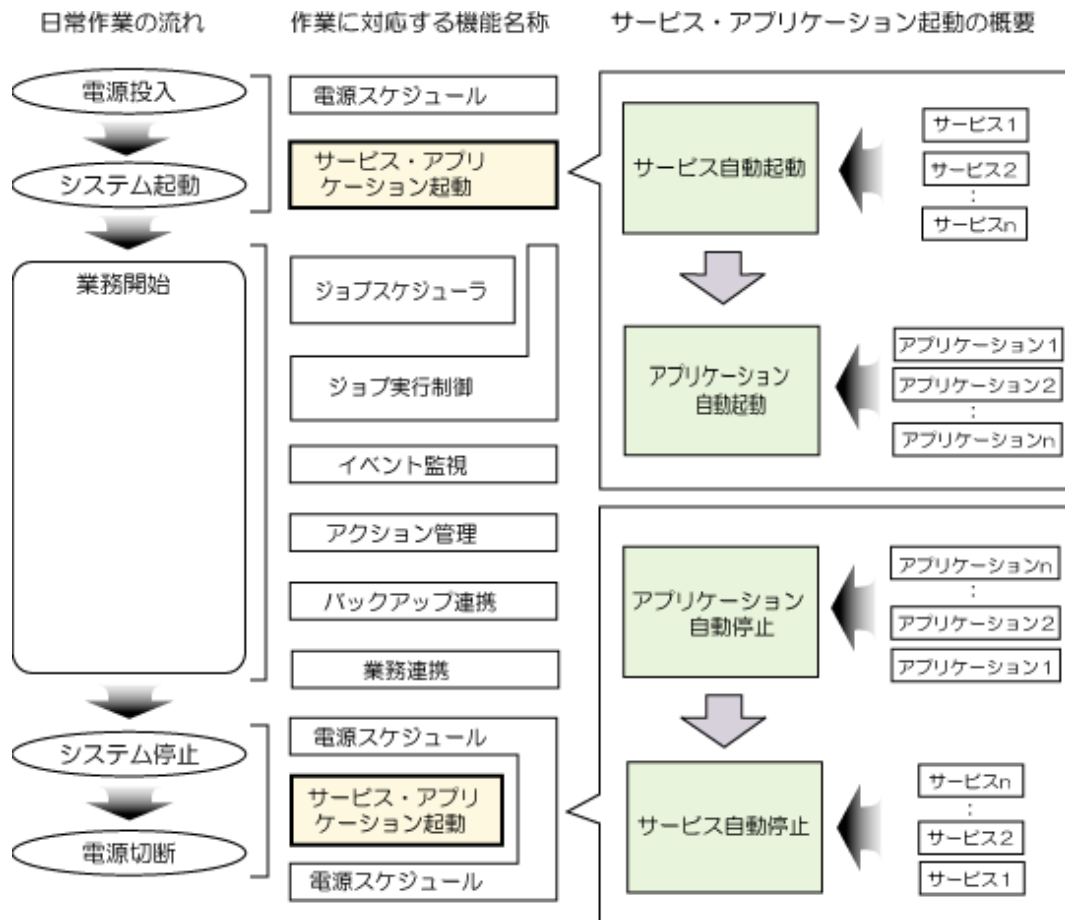 日常作業の流れ
作業に対応する機能名称
サービス・アプリケーション起動の概要
電源投入
システム起動
業務開始
システム停止
電源切断
電源スケジュール
サービス・アプリ
ケーション起動
ジョブスケジューラ
ジョブ実行制御
イベント監視
アクション管理
バックアップ連携
業務連携
電源スケジュール
サービス・アプリ
ケーション起動
電源スケジュール
サービス自動起動
サービス1
サービス2
:
サービスn
アプリケーション
自動起動
アプリケーション1
アプリケーション2
:
アプリケーションn
アプリケーション
自動停止
アプリケーションn
:
アプリケーション2
アプリケーション1
サービス自動停止
サービスn
:
サービス2
サービス1